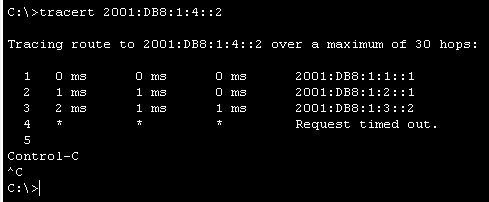 C:\>tracert 2001:DB8:1:4::2
Tracing route to 2001:DB8:1:4::2 over a maximum of 30 hops:
1 0 ms 0 ms 0 ms 2001:DB8:1:1::1
2 1 ms 1 ms 0 ms 2001:DB8:1:2::1
3 2 ms 1 ms 1 ms 2001:DB8:1:3::2
4 * * * Request timed out.
5
Control-C
^C
C:\>